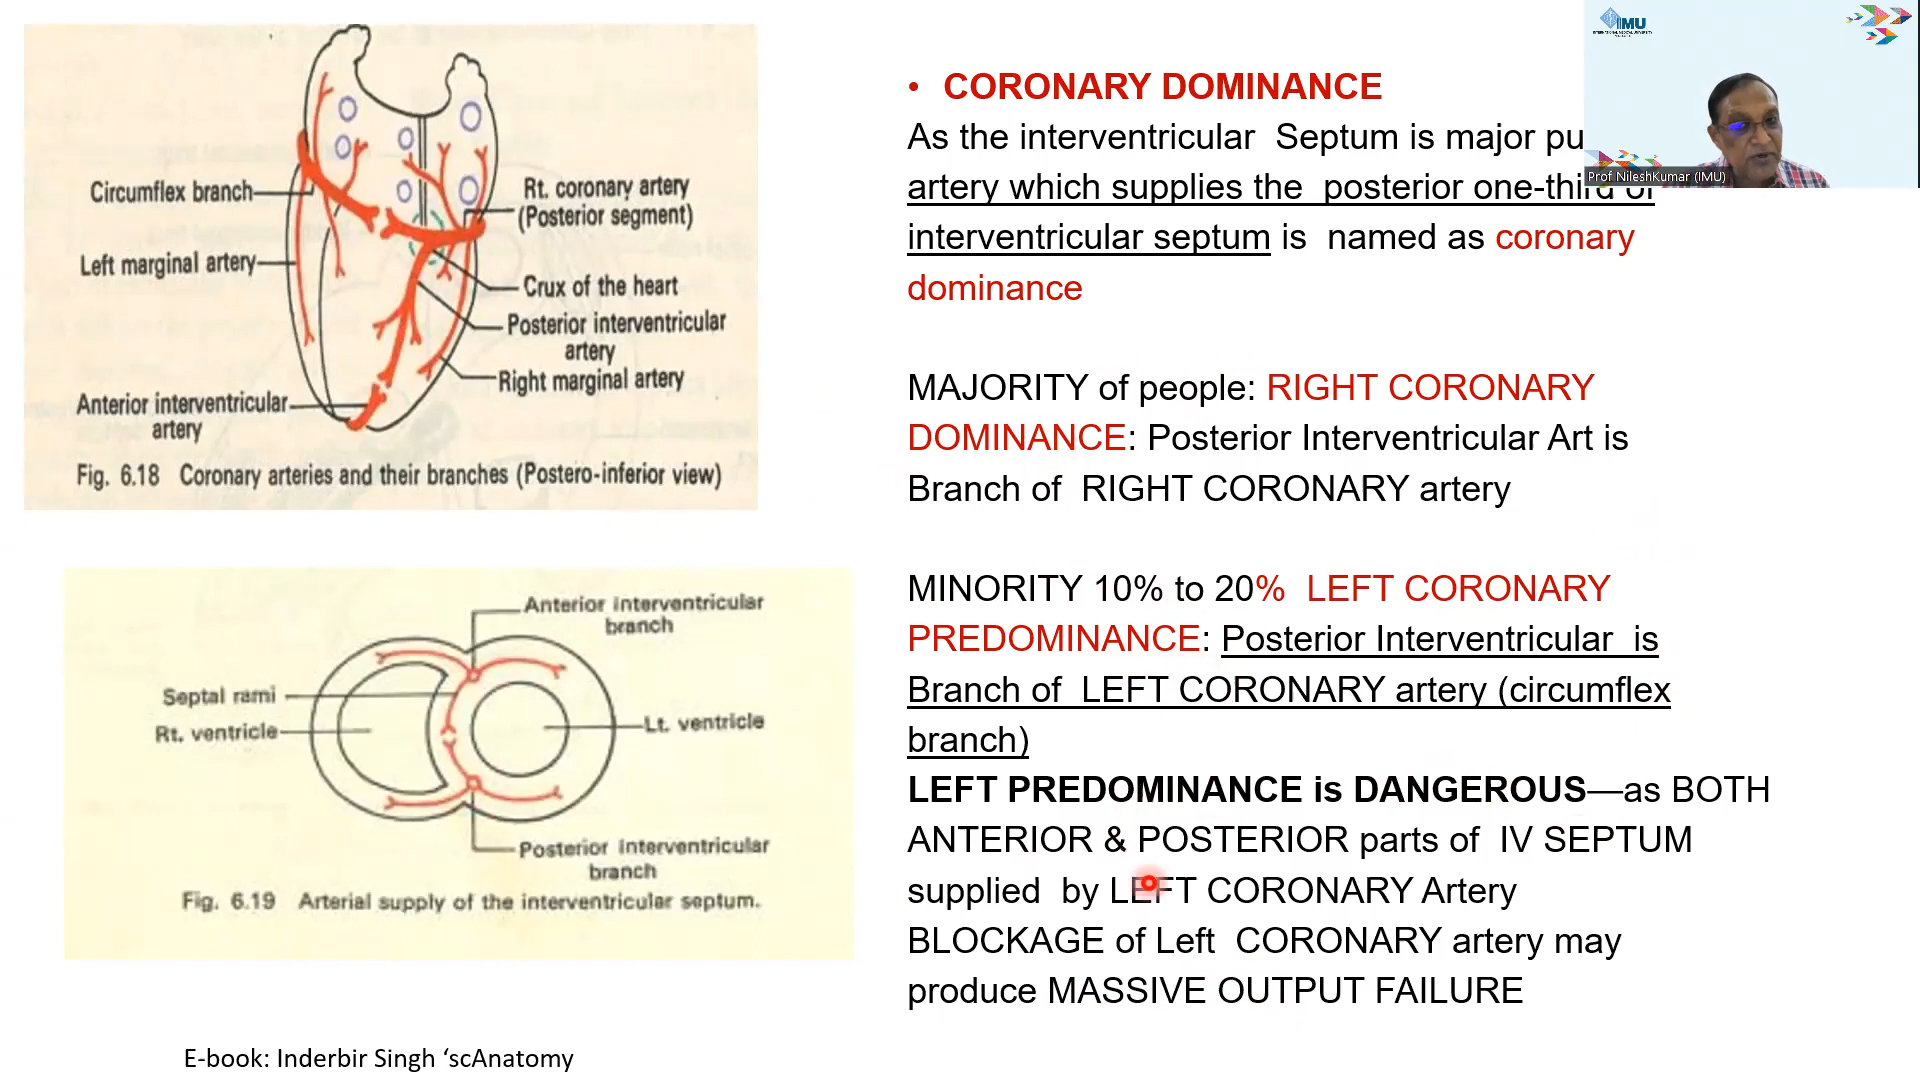 Circumflex branch
Left marginal artery
Anterior interventricular
artery
Rt. coronary artery
(Posterior segment)
Crux of the heart
Posterior interventricular
artery
Right marginal artery
Fig. 6.18 Coronary arteries and their branches (Postero-inferior view)
Anterior interventricular
branch
Septal rami
Rt. ventricle
Lt. ventricle
Posterior interventricular
branch
Fig. 6.19 Arterial supply of the interventricular septum.
E-book: Inderbir Singh ‘scAnatomy
• CORONARY DOMINANCE
As the interventricular Septum is major
artery which supplies the posterior one-third of
interventricular septum is named as coronary
dominance
MAJORITY of people: RIGHT CORONARY
DOMINANCE: Posterior Interventricular Art is
Branch of RIGHT CORONARY artery
MINORITY 10% to 20% LEFT CORONARY
PREDOMINANCE: Posterior Interventricular is
Branch of LEFT CORONARY artery (circumflex
branch)
LEFT PREDOMINANCE is DANGEROUS—as BOTH
ANTERIOR & POSTERIOR parts of IV SEPTUM
supplied by LEFT CORONARY Artery
BLOCKAGE of Left CORONARY artery may
produce MASSIVE OUTPUT FAILURE
IMU
INTERNATIONAL MEDICAL UNIVERSITY
Prof NileshKumar (IMU)